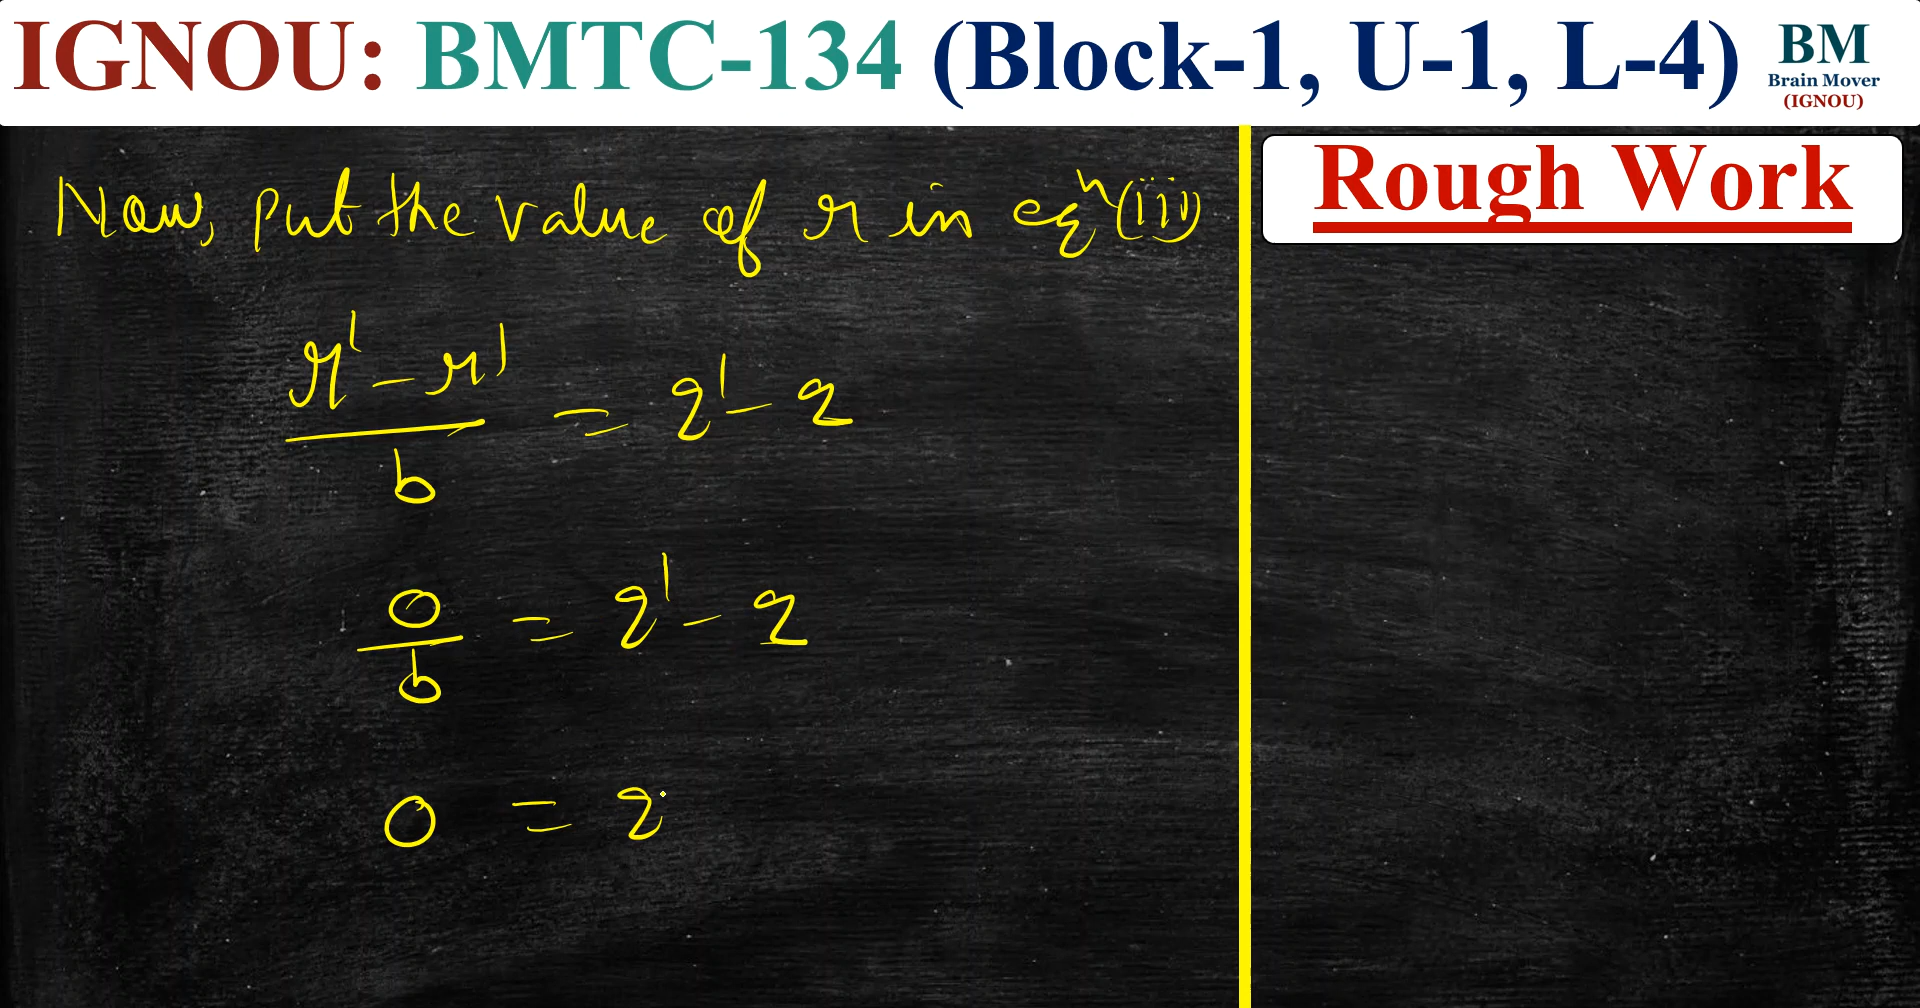 IGNOU: BMTC-134 (Block-1, U-1, L-4)
BM
Brain Mover
(IGNOU)
Rough Work
Now, put the value of r in eqⁿ(iii)
r' - r'
b
= q' - q
0
b
= q' - q
0 = q